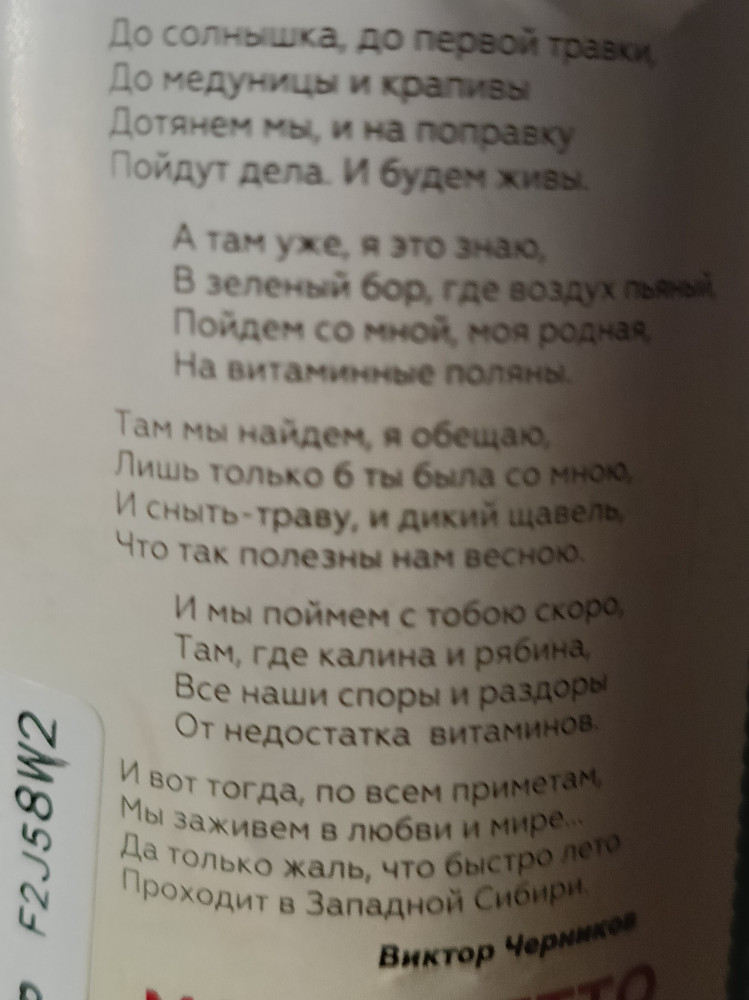 До солнышка, до первой травки,
До медуницы и крапивы
Дотянем мы, и на поправку
Пойдут дела. И будем живы.
А там уже, я это знаю,
В зеленый бор, где воздух пьяный,
Пойдем со мной, моя родная,
На витаминные поляны.
Там мы найдем, я обещаю,
Лишь только б ты была со мною,
И сныть-траву, и дикий щавель,
Что так полезны нам весною.
И мы поймем с тобою скоро,
Там, где калина и рябина,
Все наши споры и раздоры
От недостатка витаминов.
И вот тогда, по всем приметам,
Мы заживем в любви и мире...
Да только жаль, что быстро лето
Проходит в Западной Сибири.
Виктор Черников
F2J58W2